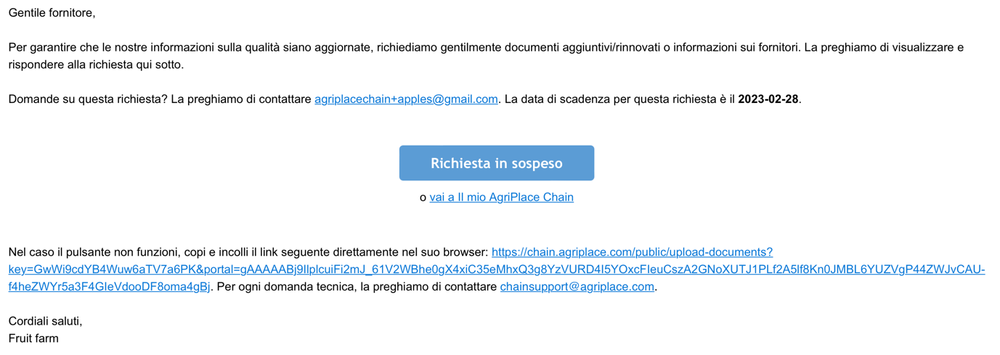 Gentile fornitore,
Per garantire che le nostre informazioni sulla qualità siano aggiornate, richiediamo gentilmente documenti aggiuntivi/rinnovati o informazioni sui fornitori. La preghiamo di visualizzare e
rispondere alla richiesta qui sotto.
Domande su questa richiesta? La preghiamo di contattare agriplacechain+apples@gmail.com. La data di scadenza per questa richiesta è il 2023-02-28.
Richiesta in sospeso
o vai a Il mio AgriPlace Chain
Nel caso il pulsante non funzioni, copi e incolli il link seguente direttamente nel suo browser: https://chain.agriplace.com/public/upload-documents?
key=GwWi9cdYB4Wuw6aTV7a6PK&portal=gAAAAABj9IlplcuiFi2mJ_61V2WBhe0gX4xiC35eMhxQ3g8YzVURD4I5YOxcFIeuCszA2GNoXUTJ1PLf2A5lf8Kn0JMBL6YUZVgP44ZWJvCAU-
f4heZWYr5a3F4GIeVdooDF8oma4gBj. Per ogni domanda tecnica, la preghiamo di contattare chainsupport@agriplace.com.
Cordiali saluti,
Fruit farm